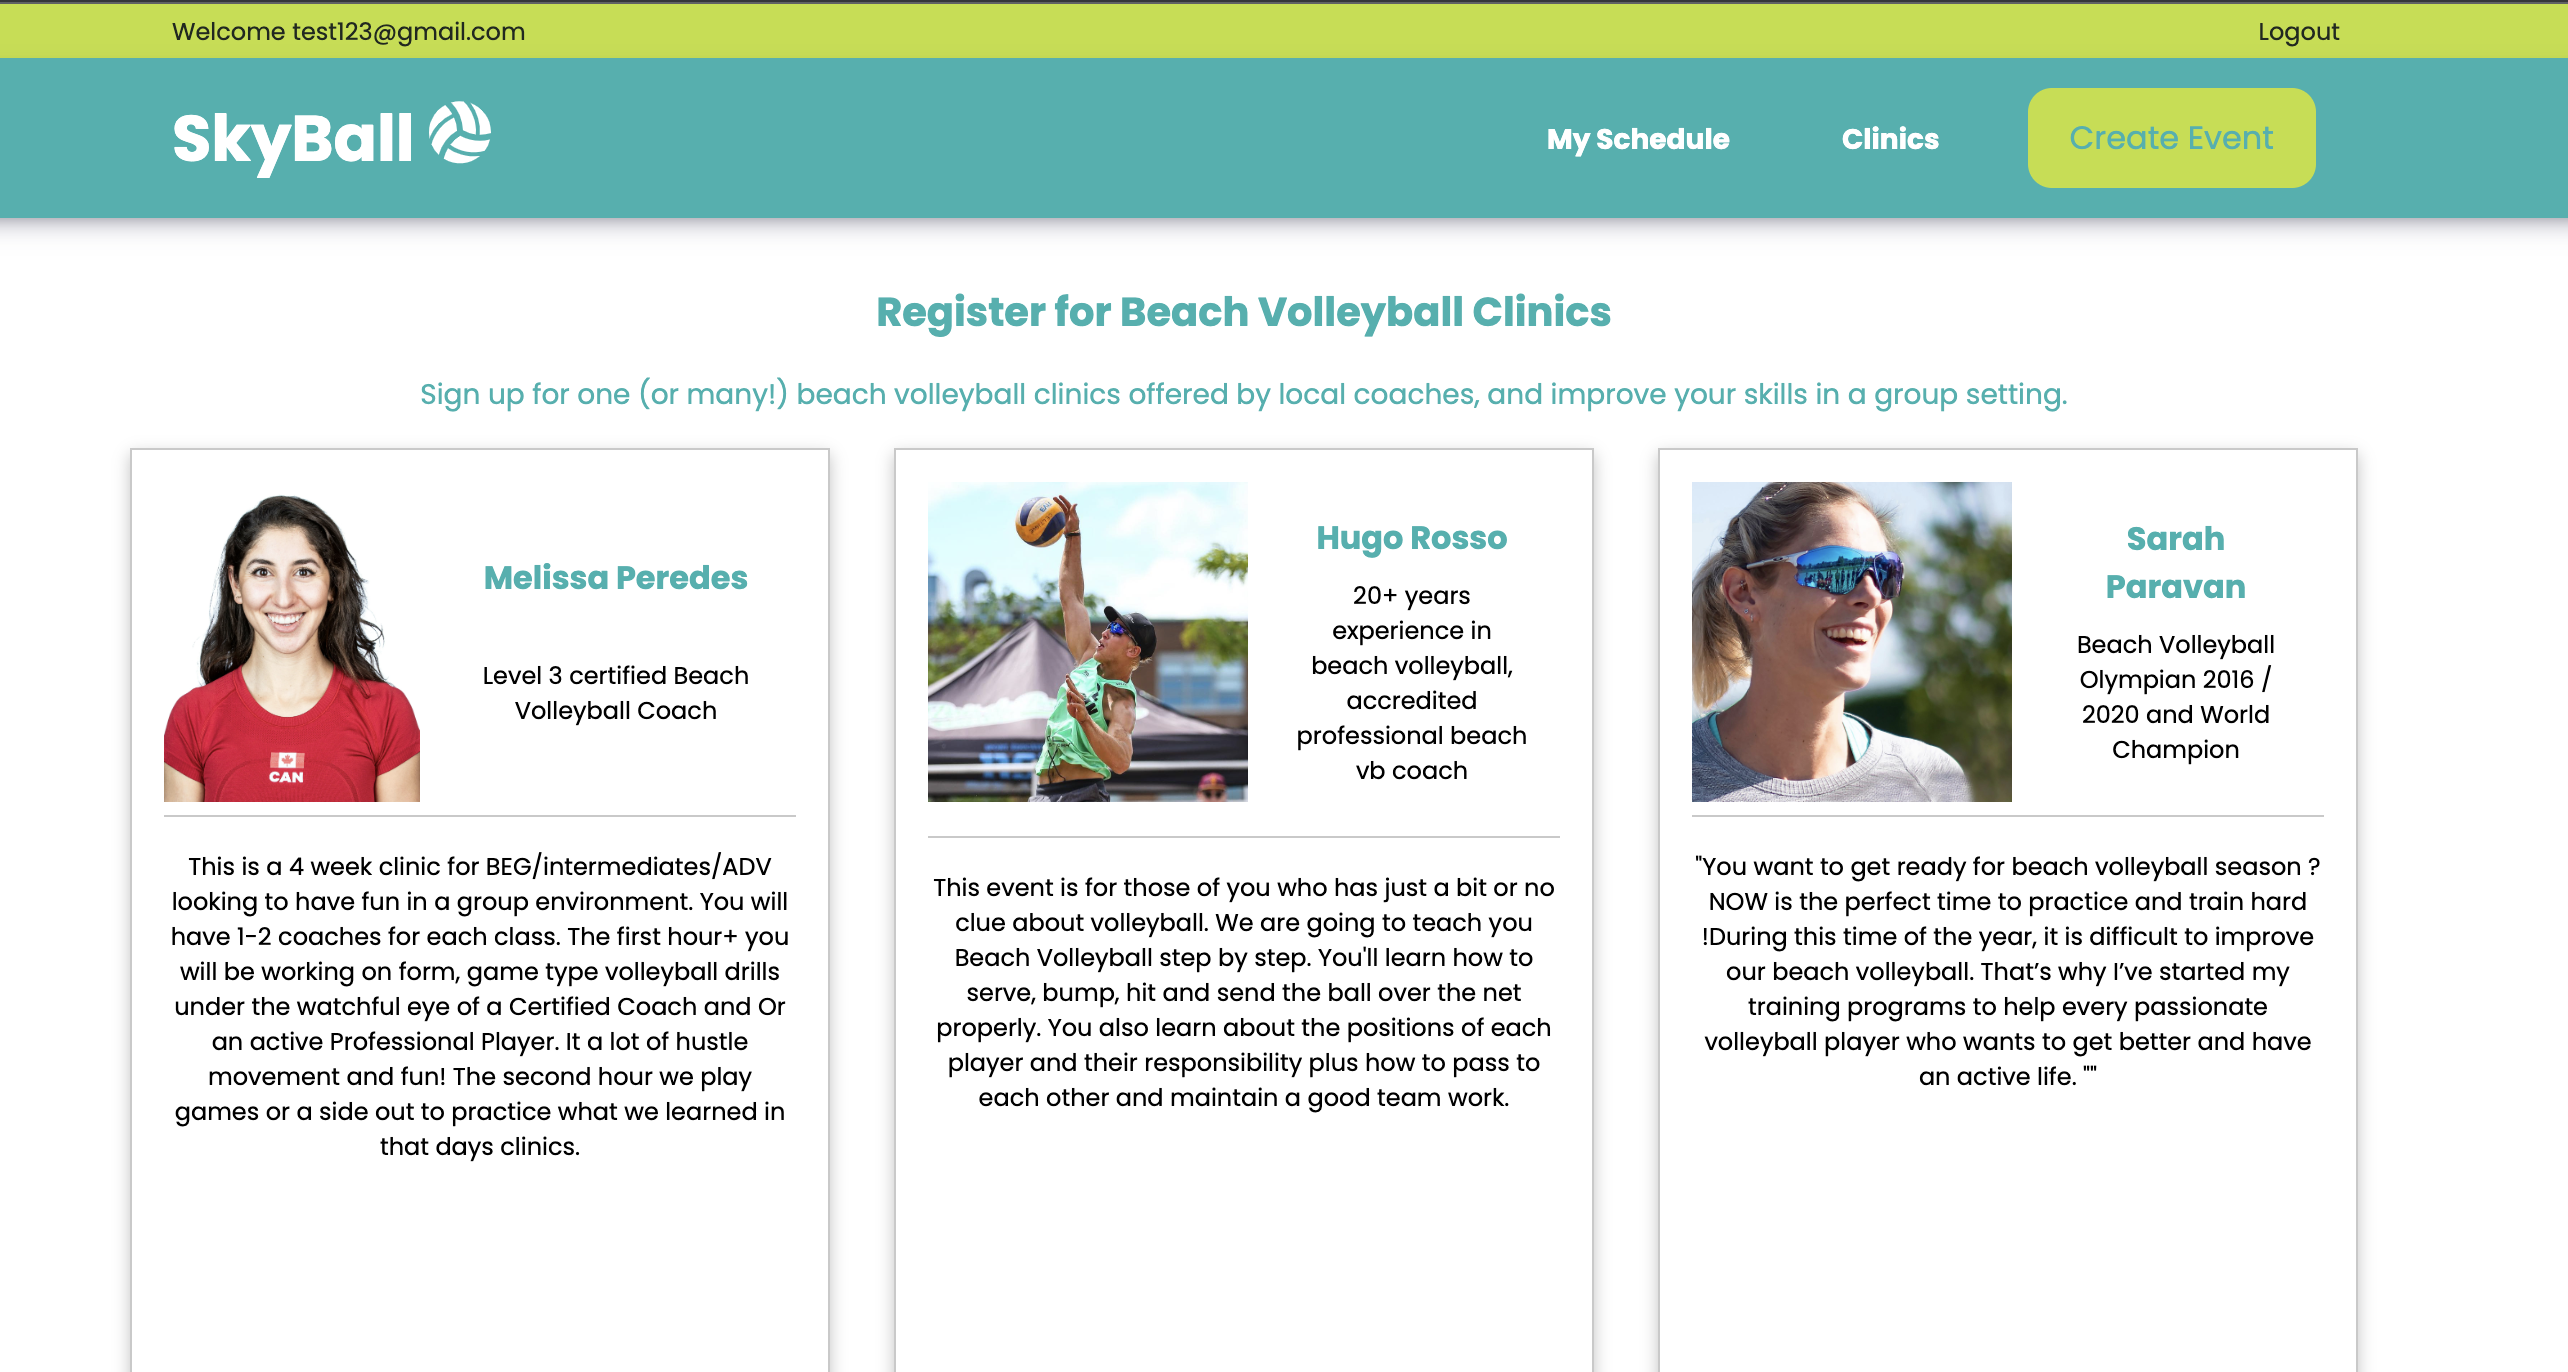 Welcome test123@gmail.com
Logout
SkyBall
My Schedule
Clinics
Create Event
Register for Beach Volleyball Clinics
Sign up for one (or many!) beach volleyball clinics offered by local coaches, and improve your skills in a group setting.
CAN
Melissa Peredes
Level 3 certified Beach
Volleyball Coach
This is a 4 week clinic for BEG/intermediates/ADV
looking to have fun in a group environment. You will
have 1-2 coaches for each class. The first hour+ you
will be working on form, game type volleyball drills
under the watchful eye of a Certified Coach and Or
an active Professional Player. It a lot of hustle
movement and fun! The second hour we play
games or a side out to practice what we learned in
that days clinics.
Hugo Rosso
20+ years
experience in
beach volleyball,
accredited
professional beach
vb coach
This event is for those of you who has just a bit or no
clue about volleyball. We are going to teach you
Beach Volleyball step by step. You'll learn how to
serve, bump, hit and send the ball over the net
properly. You also learn about the positions of each
player and their responsibility plus how to pass to
each other and maintain a good team work.
Sarah
Paravan
Beach Volleyball
Olympian 2016 /
2020 and World
Champion
"You want to get ready for beach volleyball season ?
NOW is the perfect time to practice and train hard
!During this time of the year, it is difficult to improve
our beach volleyball. That’s why I’ve started my
training programs to help every passionate
volleyball player who wants to get better and have
an active life. ""